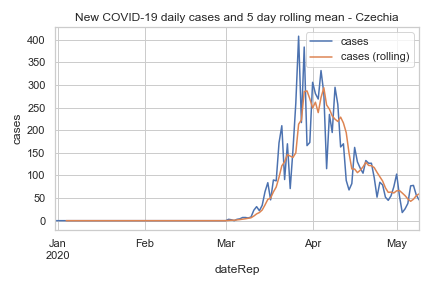 New COVID-19 daily cases and 5 day rolling mean - Czechia
cases
cases (rolling)
400
350
300
250
200
150
100
50
0
cases
Jan
2020
Feb
Mar
Apr
May
dateRep